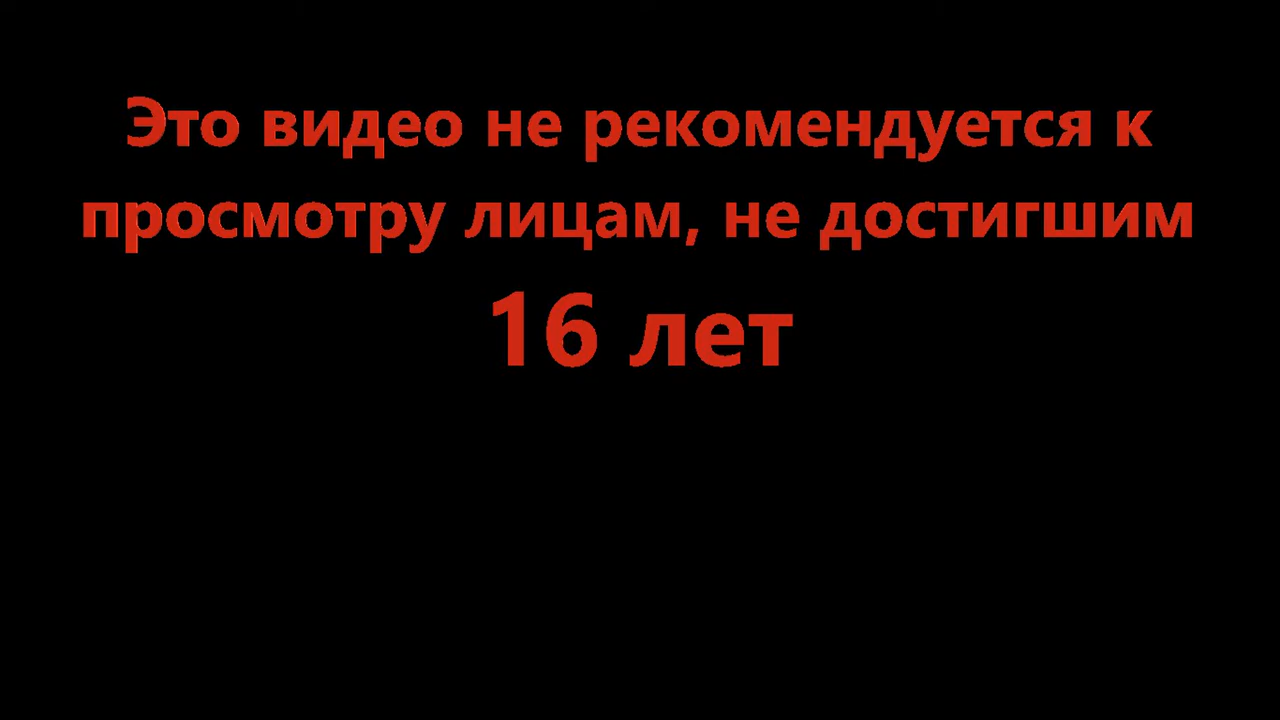 Это видео не рекомендуется к
просмотру лицам, не достигшим
16 лет